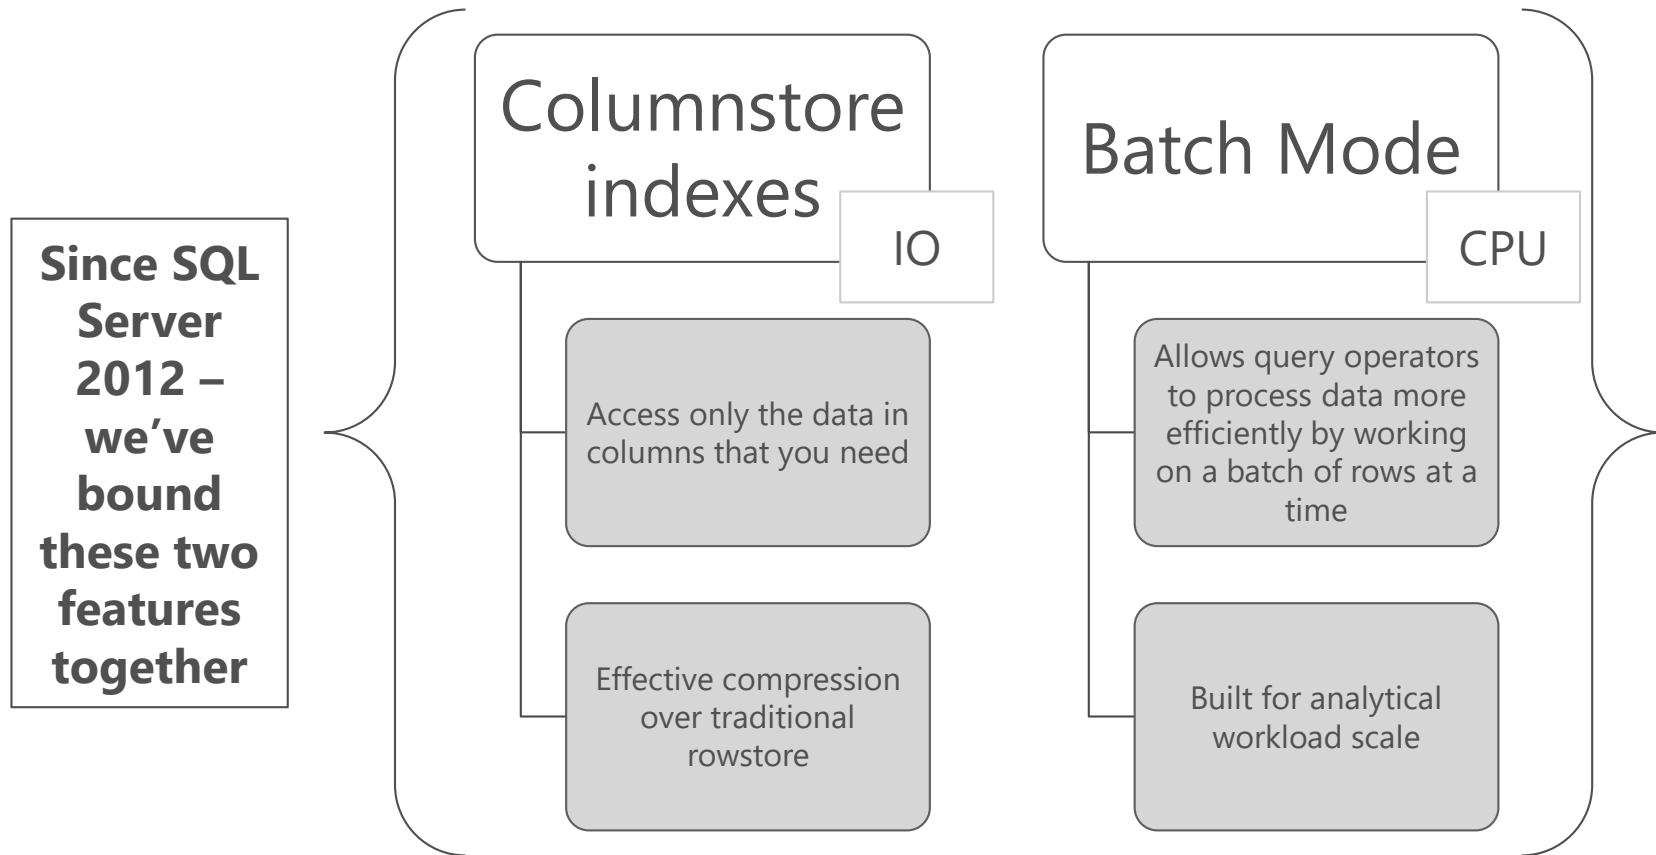 Since SQL
Server
2012 –
we’ve
bound
these two
features
together
Columnstore
indexes
IO
Access only the data in
columns that you need
Effective compression
over traditional
rowstore
Batch Mode
CPU
Allows query operators
to process data more
efficiently by working
on a batch of rows at a
time
Built for analytical
workload scale